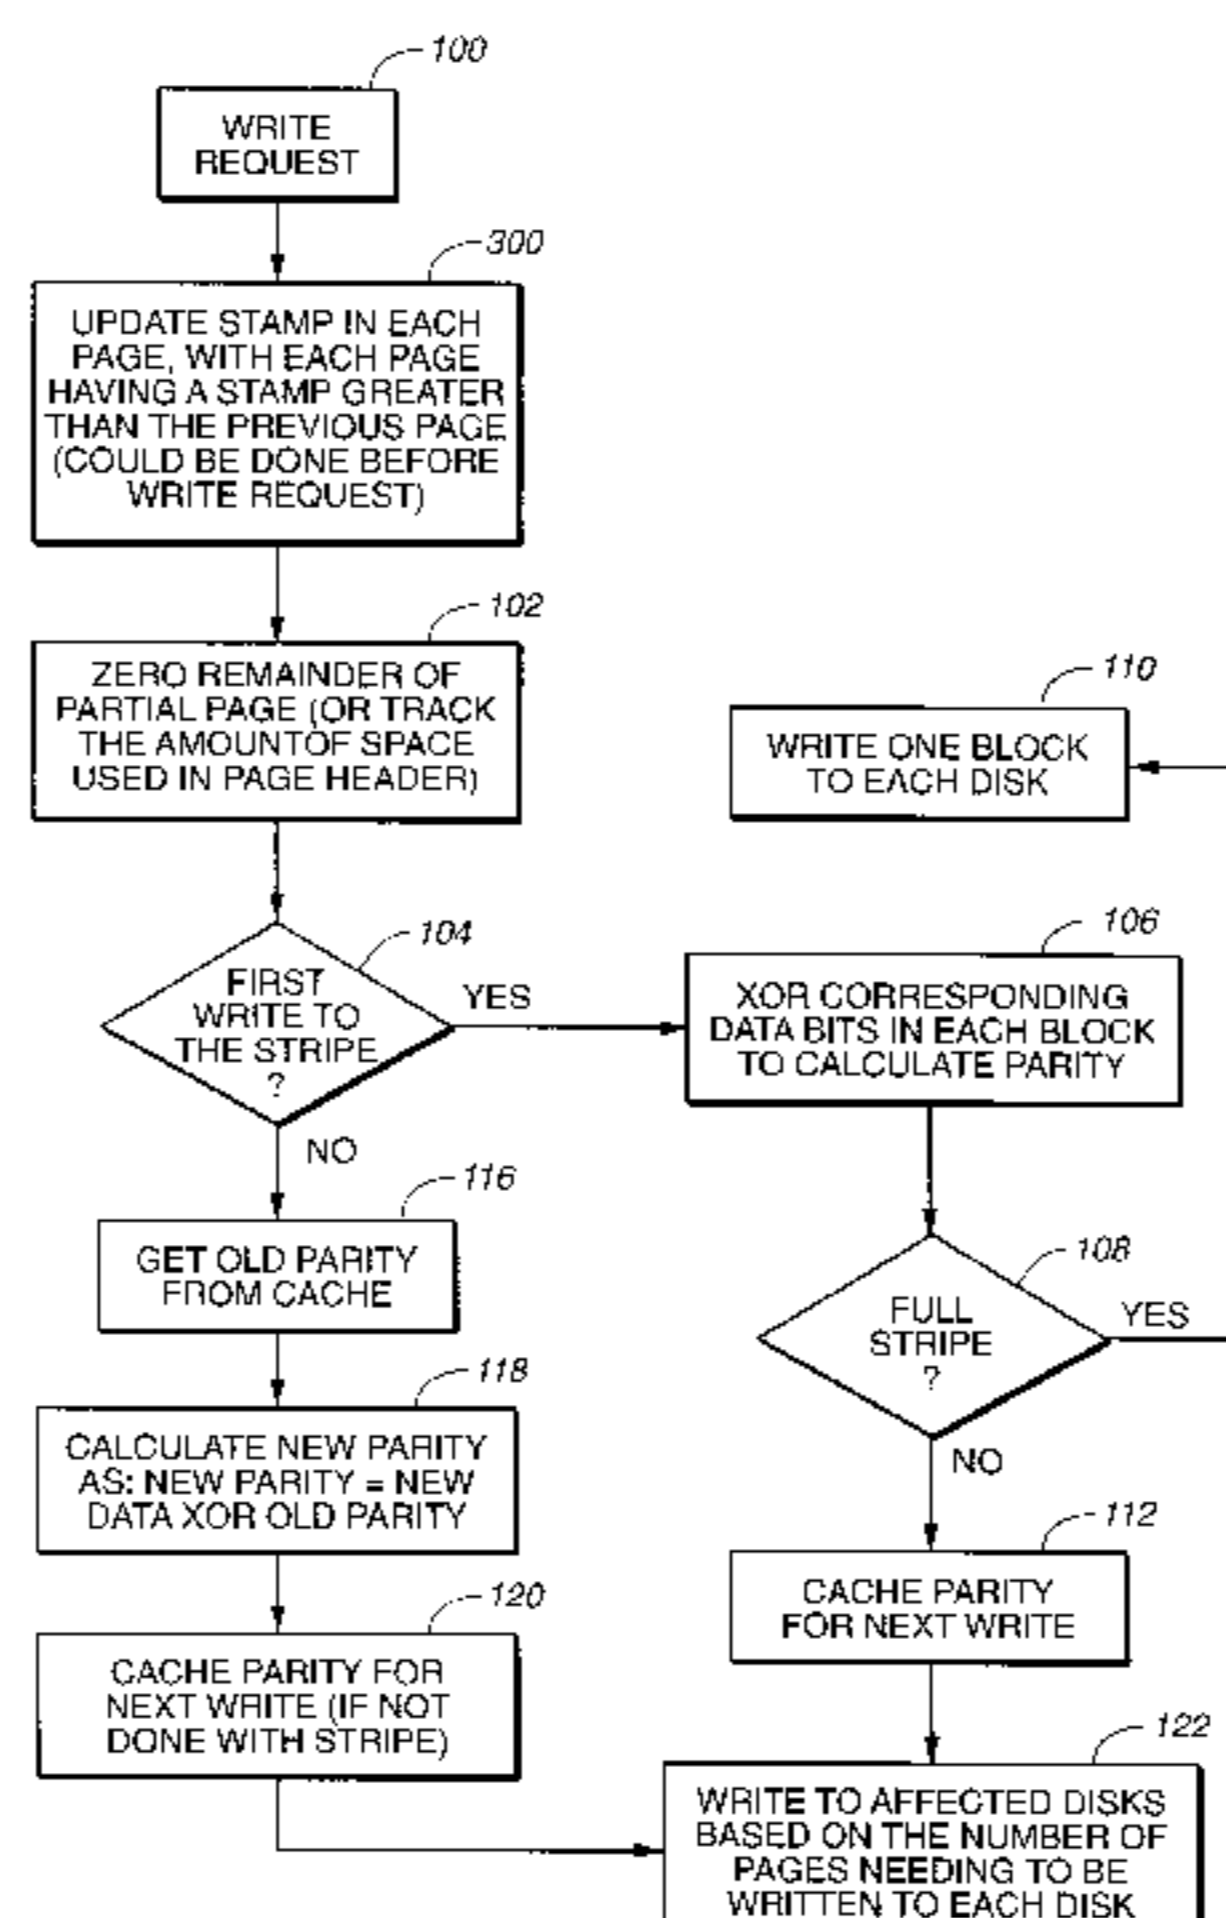 100
WRITE
REQUEST
300
UPDATE STAMP IN EACH
PAGE, WITH EACH PAGE
HAVING A STAMP GREATER
THAN THE PREVIOUS PAGE
(COULD BE DONE BEFORE
WRITE REQUEST)
102
ZERO REMAINDER OF
PARTIAL PAGE (OR TRACK
THE AMOUNTOF SPACE
USED IN PAGE HEADER)
110
WRITE ONE BLOCK
TO EACH DISK
104
FIRST
WRITE TO
THE STRIPE
?
YES
NO
106
XOR CORRESPONDING
DATA BITS IN EACH BLOCK
TO CALCULATE PARITY
116
GET OLD PARITY
FROM CACHE
108
FULL
STRIPE
?
YES
NO
118
CALCULATE NEW PARITY
AS: NEW PARITY = NEW
DATA XOR OLD PARITY
112
CACHE PARITY
FOR NEXT WRITE
120
CACHE PARITY FOR
NEXT WRITE (IF NOT
DONE WITH STRIPE)
122
WRITE TO AFFECTED DISKS
BASED ON THE NUMBER OF
PAGES NEEDING TO BE
WRITTEN TO EACH DISK